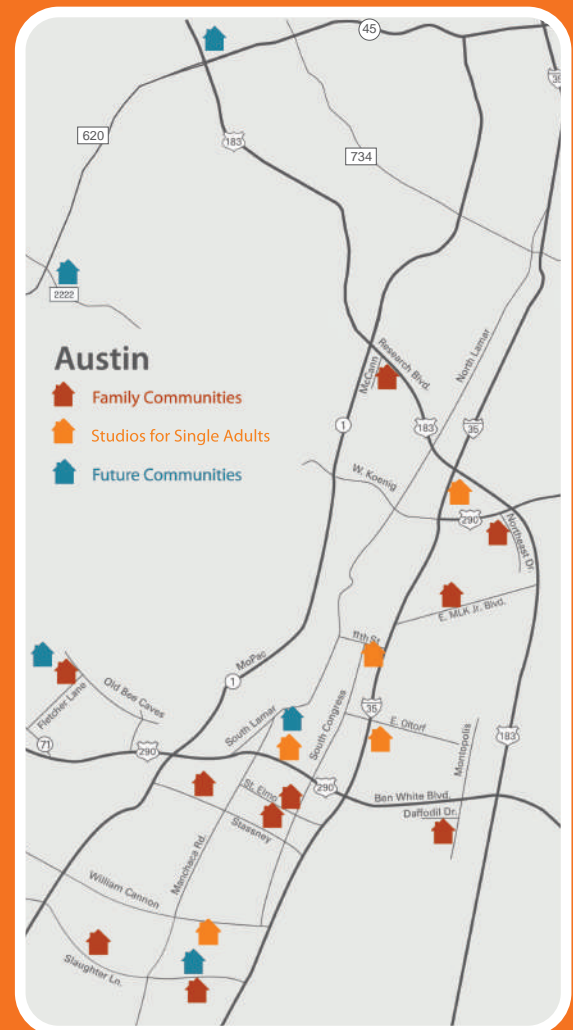 45
35
620
183
734
2222
Austin
Family Communities
Studios for Single Adults
Future Communities
McCann
Research Blvd.
North Lamar
1
183
35
W. Koenig
290
Northeast Dr.
E. MLK Jr. Blvd.
11th St.
MoPac
1
Old Bee Caves
Fletcher Lane
71
290
South Lamar
South Congress
35
E. Oltorf
Montopolis
183
St. Elmo
290
Ben White Blvd.
Daffodil Dr.
Stassney
Manchaca Rd.
William Cannon
Slaughter Ln.